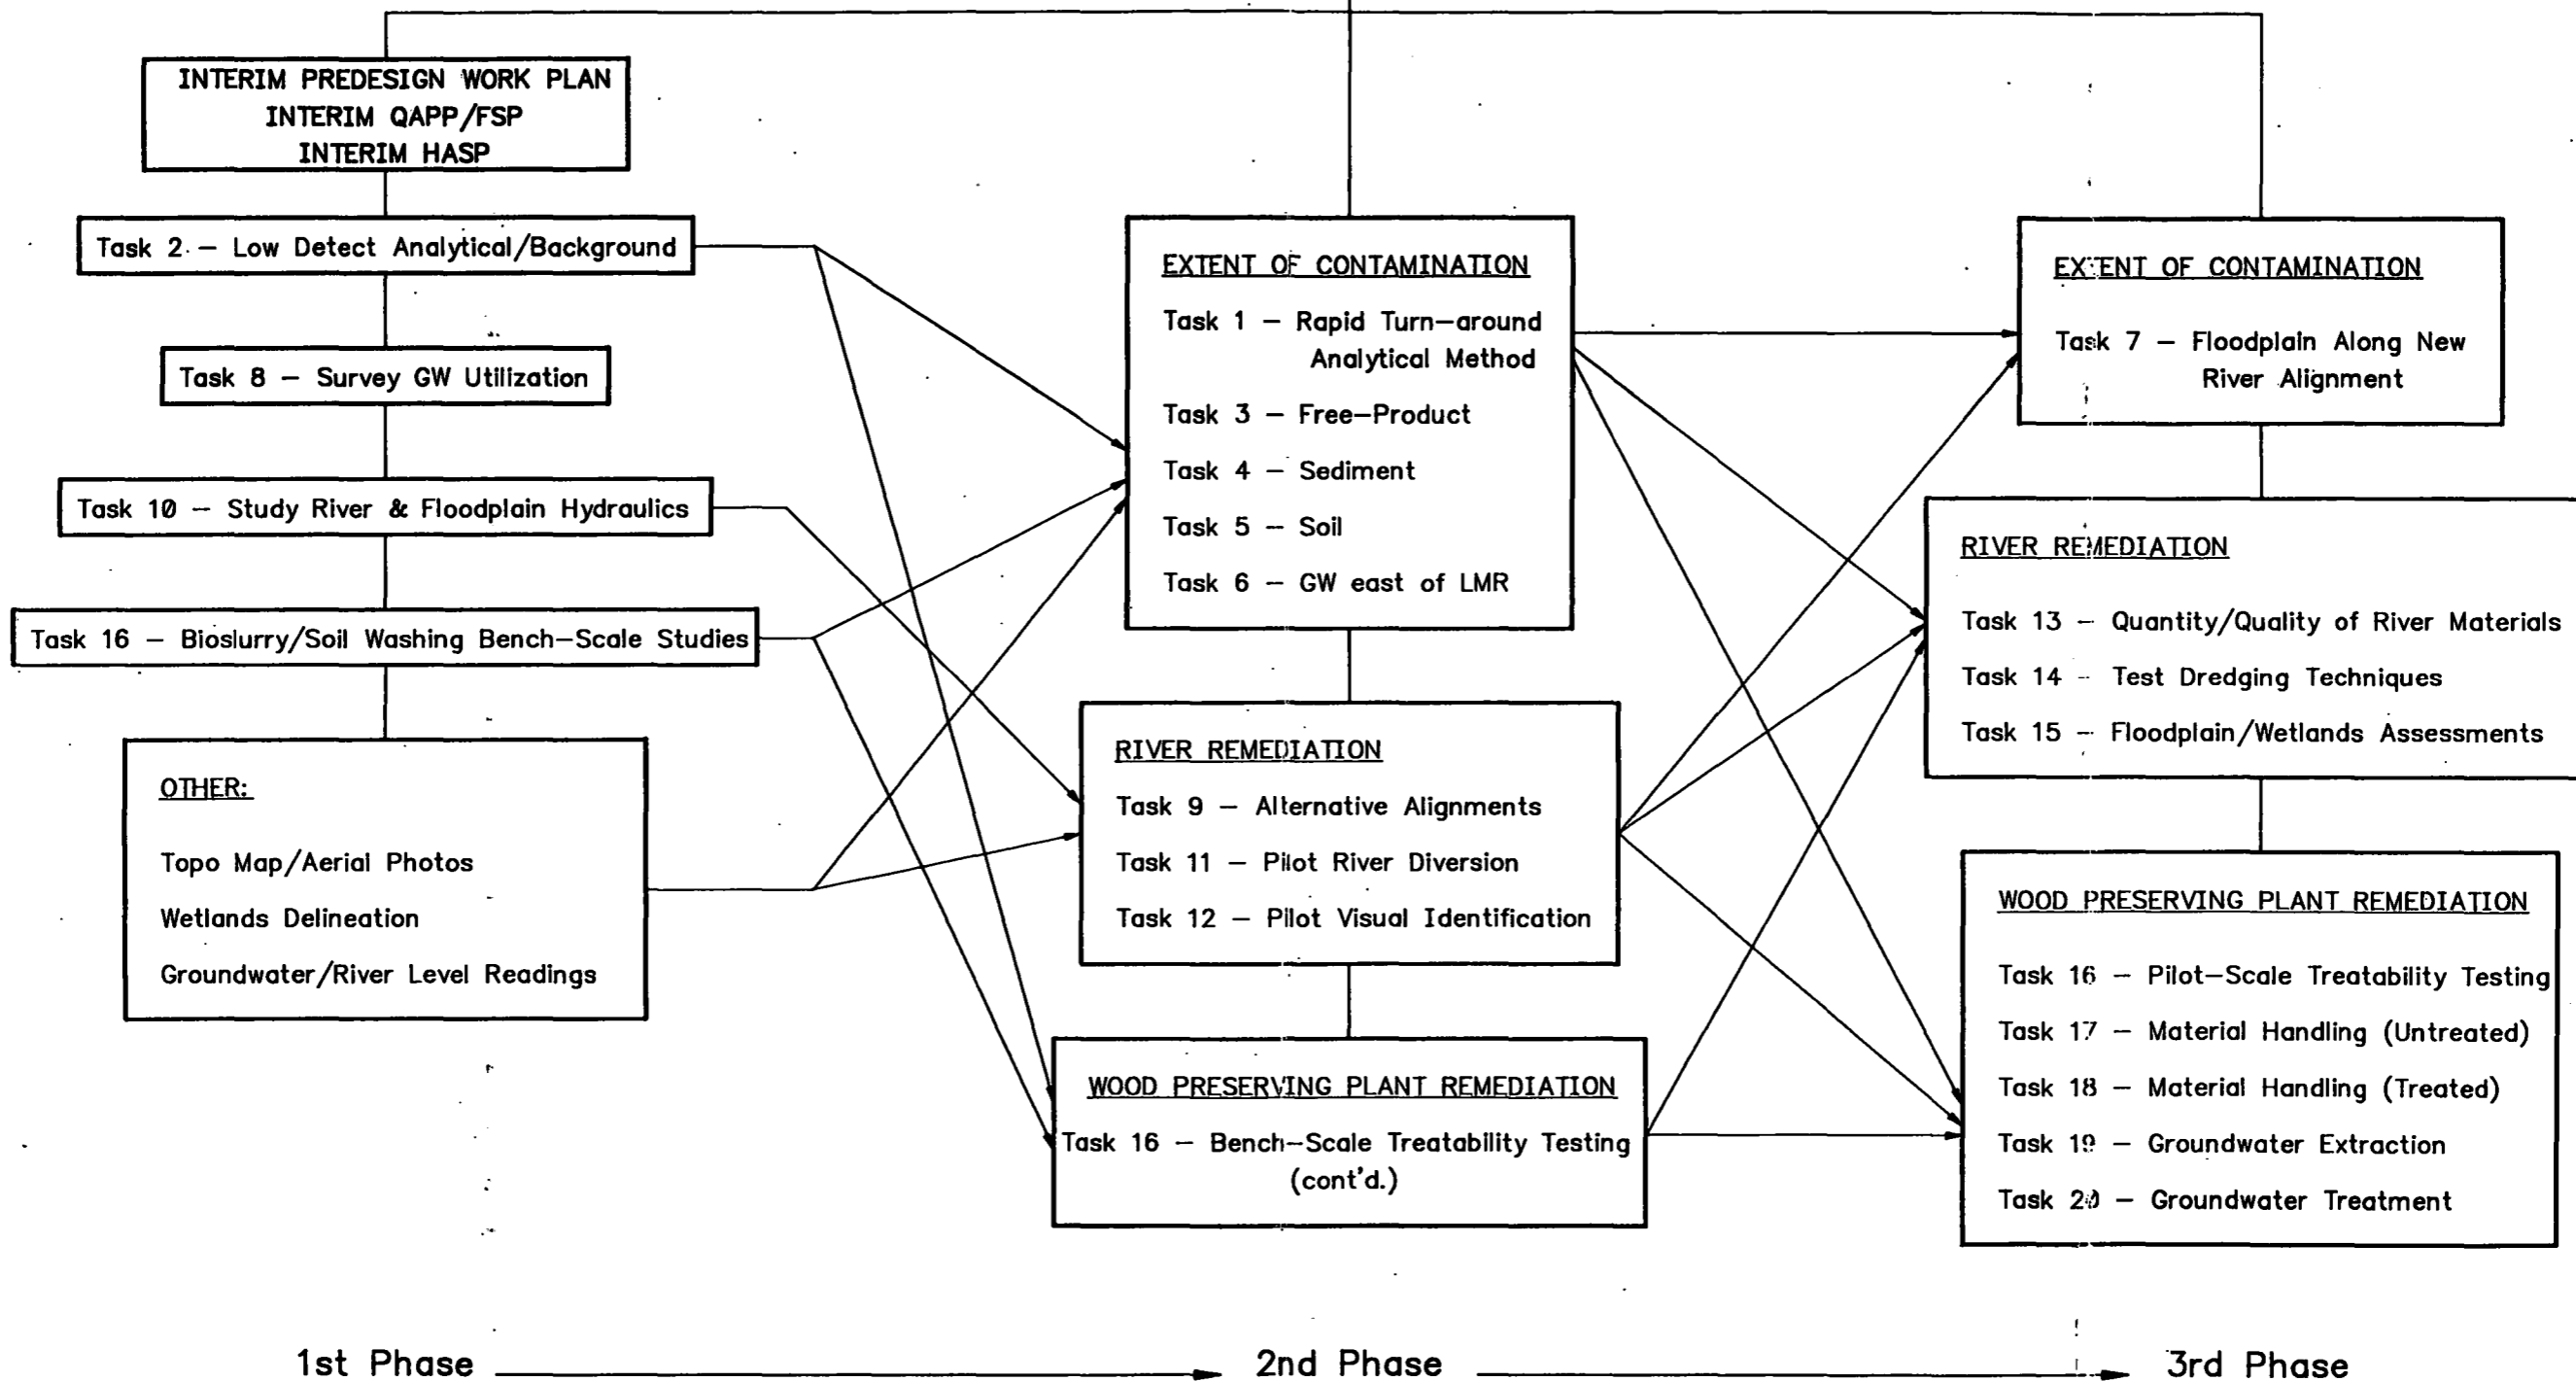 INTERIM PREDESIGN WORK PLAN
INTERIM QAPP/FSP
INTERIM HASP
Task 2 – Low Detect Analytical/Background
Task 8 – Survey GW Utilization
Task 10 – Study River & Floodplain Hydraulics
Task 16 – Bioslurry/Soil Washing Bench–Scale Studies
OTHER:
Topo Map/Aerial Photos
Wetlands Delineation
Groundwater/River Level Readings
EXTENT OF CONTAMINATION
Task 1 – Rapid Turn–around
Analytical Method
Task 3 – Free–Product
Task 4 – Sediment
Task 5 – Soil
Task 6 – GW east of LMR
RIVER REMEDIATION
Task 9 – Alternative Alignments
Task 11 – Pilot River Diversion
Task 12 – Pilot Visual Identification
WOOD PRESERVING PLANT REMEDIATION
Task 16 – Bench–Scale Treatability Testing
(cont'd.)
EXTENT OF CONTAMINATION
Task 7 – Floodplain Along New
River Alignment
RIVER REMEDIATION
Task 13 – Quantity/Quality of River Materials
Task 14 – Test Dredging Techniques
Task 15 – Floodplain/Wetlands Assessments
WOOD PRESERVING PLANT REMEDIATION
Task 16 – Pilot–Scale Treatability Testing
Task 17 – Material Handling (Untreated)
Task 18 – Material Handling (Treated)
Task 19 – Groundwater Extraction
Task 20 – Groundwater Treatment
1st Phase
2nd Phase
3rd Phase